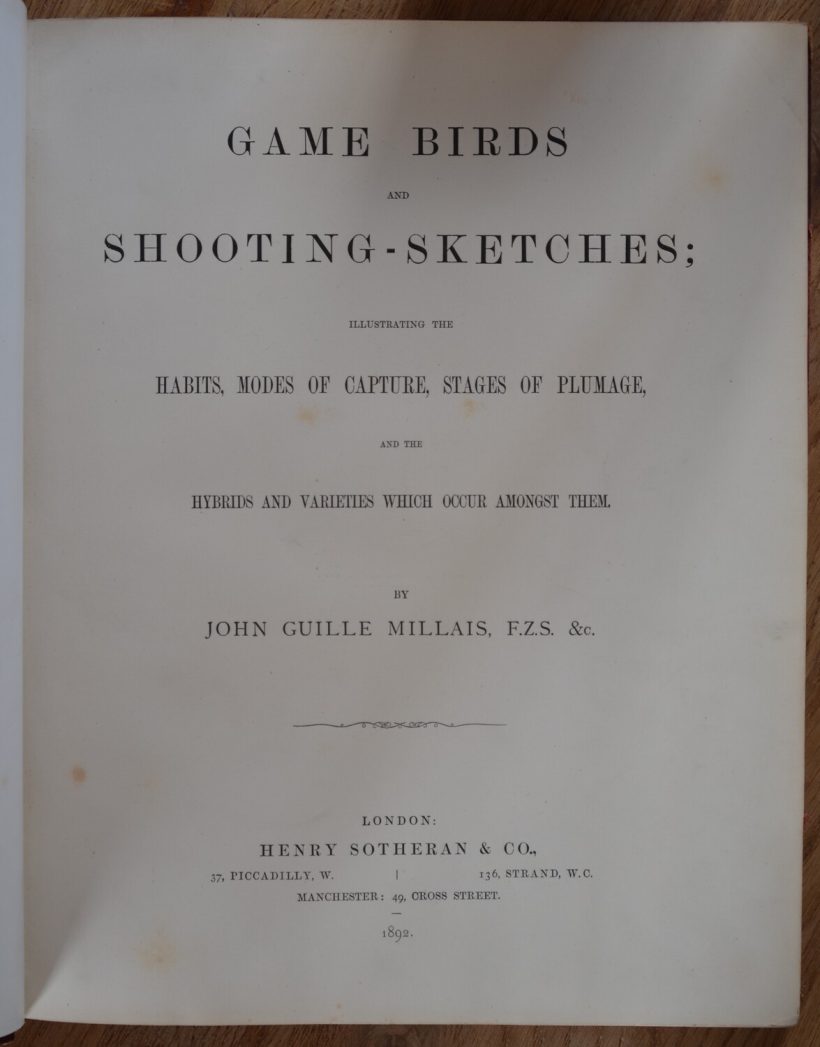 GAME BIRDS
AND
SHOOTING-SKETCHES;
ILLUSTRATING THE
HABITS, MODES OF CAPTURE, STAGES OF PLUMAGE,
AND THE
HYBRIDS AND VARIETIES WHICH OCCUR AMONGST THEM.
BY
JOHN GUILLE MILLAIS, F.Z.S. &c.
LONDON:
HENRY SOTHERAN & CO.,
37, PICCADILLY, W. | 136, STRAND, W.C.
MANCHESTER: 49, CROSS STREET.
1892.